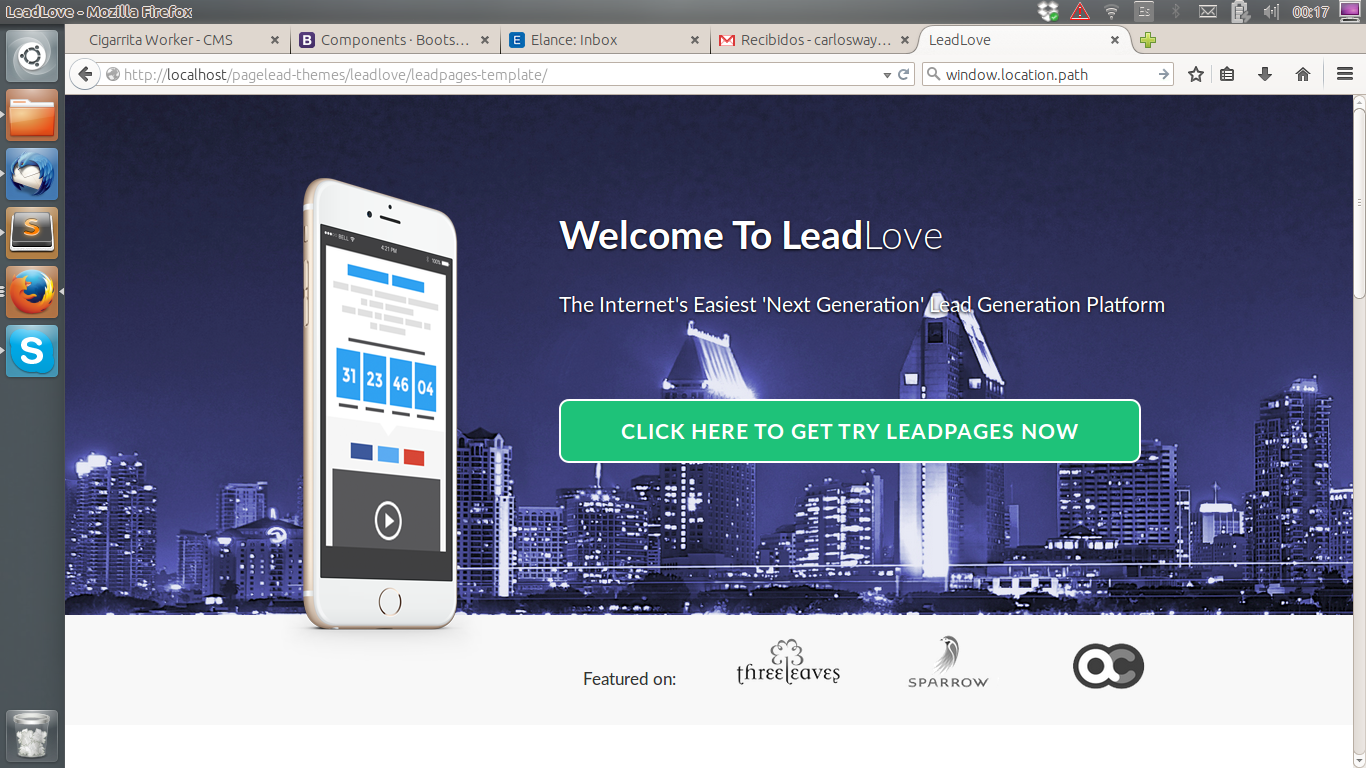 LeadLove - Mozilla Firefox
Es
00:17
Cigarrita Worker - CMS
B Components · Boots...
E Elance: Inbox
Recibidos - carlosway...
LeadLove
http://localhost/pagelead-themes/leadlove/leadpages-template/
window.location.path
BELL
4:21 PM
100%
31 23 46 04
Welcome To LeadLove
The Internet's Easiest 'Next Generation' Lead Generation Platform
CLICK HERE TO GET TRY LEADPAGES NOW
Featured on:
threeleaves
SPARROW
ac